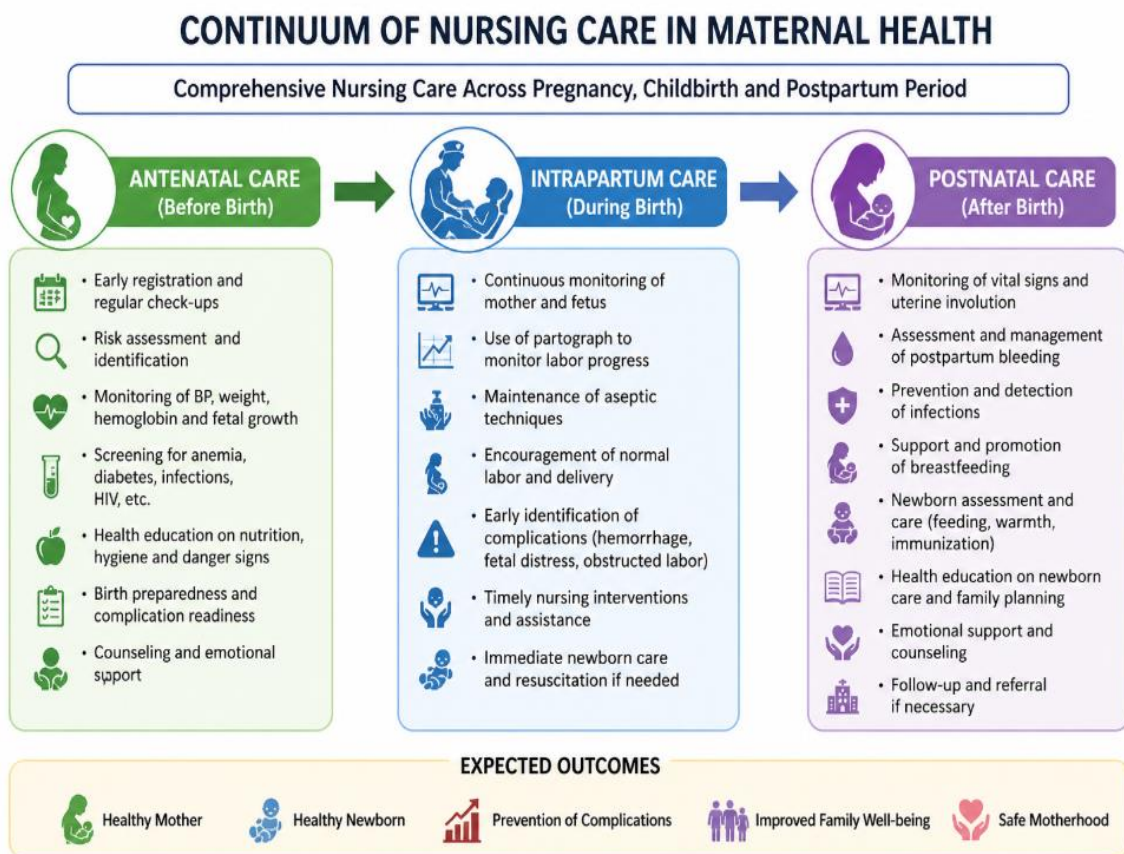 CONTINUUM OF NURSING CARE IN MATERNAL HEALTH
Comprehensive Nursing Care Across Pregnancy, Childbirth and Postpartum Period
ANTENATAL CARE
(Before Birth)
• Early registration and
regular check-ups
• Risk assessment and
identification
• Monitoring of BP, weight,
hemoglobin and fetal growth
• Screening for anemia,
diabetes, infections,
HIV, etc.
• Health education on nutrition,
hygiene and danger signs
• Birth preparedness and
complication readiness
• Counseling and emotional
support
INTRAPARTUM CARE
(During Birth)
• Continuous monitoring of
mother and fetus
• Use of partograph to
monitor labor progress
• Maintenance of aseptic
techniques
• Encouragement of normal
labor and delivery
• Early identification of
complications (hemorrhage,
fetal distress, obstructed labor)
• Timely nursing interventions
and assistance
• Immediate newborn care
and resuscitation if needed
POSTNATAL CARE
(After Birth)
• Monitoring of vital signs and
uterine involution
• Assessment and management
of postpartum bleeding
• Prevention and detection
of infections
• Support and promotion
of breastfeeding
• Newborn assessment and
care (feeding, warmth,
immunization)
• Health education on newborn
care and family planning
• Emotional support and
counseling
• Follow-up and referral
if necessary
EXPECTED OUTCOMES
Healthy Mother
Healthy Newborn
Prevention of Complications
Improved Family Well-being
Safe Motherhood